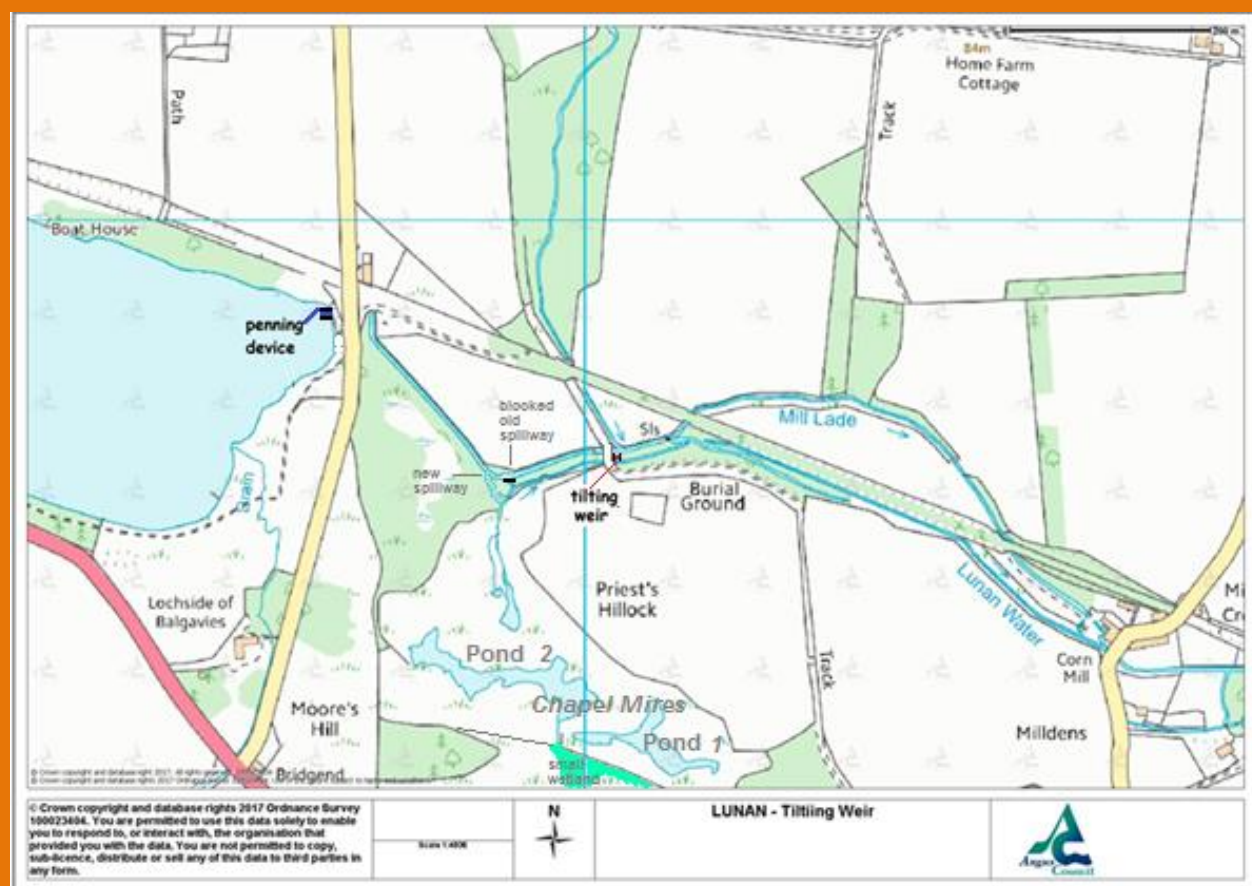 84m
Home Farm
Cottage
Path
Track
Boat House
penning
device
blooked
old
spillway
Sls
Mill Lade
new
spillway
tilting
weir
Burial
Ground
Drain
Priest's
Hillock
Lunan Water
Lochside of
Balgavies
Pond 2
Track
Corn
Mill
Chapel Mires
Moore's
Hill
Pond 1
Milldens
small
wetland
Bridgend
© Crown copyright and database rights 2017 Ordnance Survey
100023404. You are permitted to use this data solely to enable
you to respond to, or interact with, the organisation that
provided you with the data. You are not permitted to copy,
sub-licence, distribute or sell any of this data to third parties in
any form.
N
LUNAN - Tiltiing Weir
Angus
Council